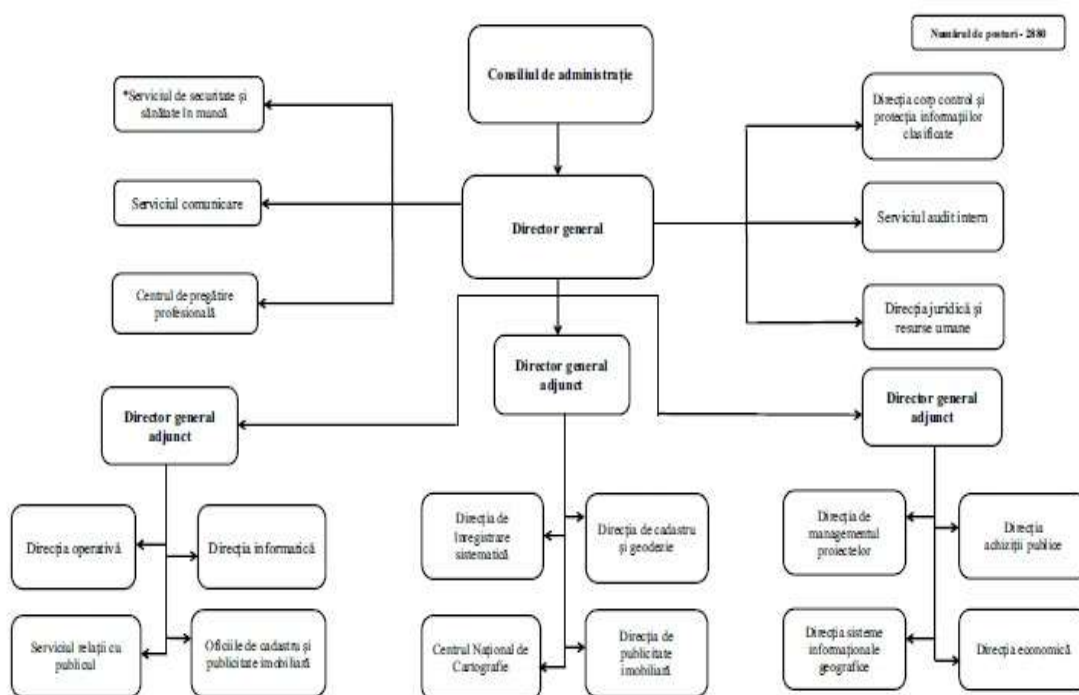 Numărul de posturi - 2880
Consiliul de administrație
*Serviciul de securitate și
sănătate în muncă
Direcția corp control și
protecția informațiilor
clasificate
Serviciul comunicare
Director general
Serviciul audit intern
Centrul de pregătire
profesională
Direcția juridică și
resurse umane
Director general
adjunct
Director general
adjunct
Director general
adjunct
Direcția operativă
Direcția informatică
Direcția de
înregistrare
sistematică
Direcția de cadastru
și geodezie
Direcția de
managementul
proiectelor
Direcția
achiziții publice
Serviciul relații cu
publicul
Oficiile de cadastru și
publicitate imobiliară
Centrul Național de
Cartografie
Direcția de
publicitate
imobiliară
Direcția sisteme
informaționale
geografice
Direcția economică